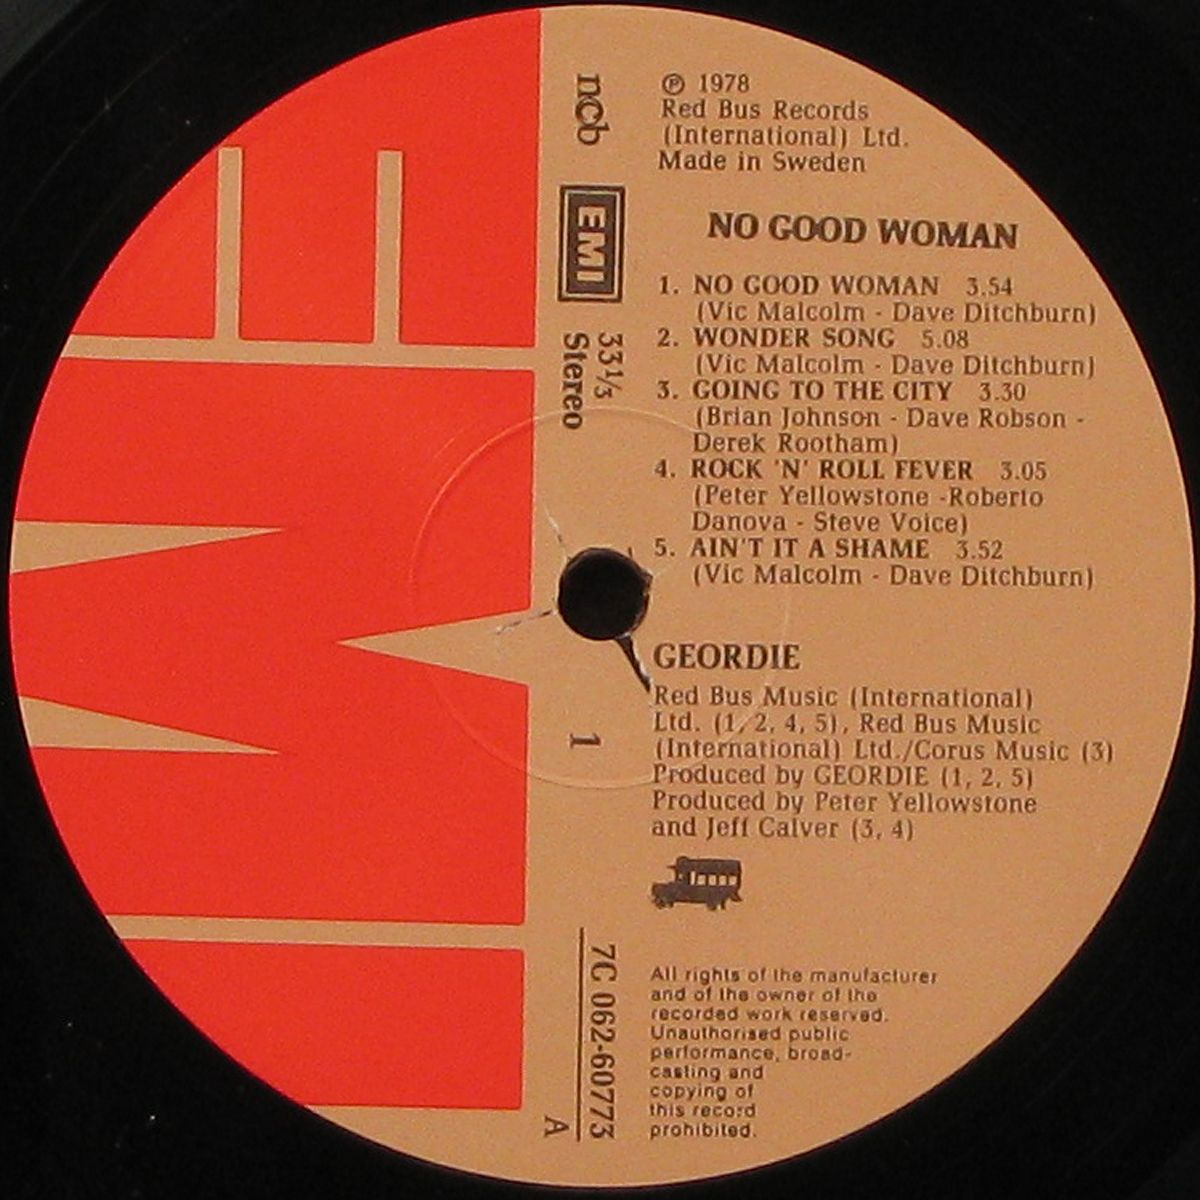 ℗ 1978
Red Bus Records
(International) Ltd.
Made in Sweden
ncb
EMI
33⅓
Stereo
NO GOOD WOMAN
1. NO GOOD WOMAN 3.54
(Vic Malcolm - Dave Ditchburn)
2. WONDER SONG 5.08
(Vic Malcolm - Dave Ditchburn)
3. GOING TO THE CITY 3.30
(Brian Johnson - Dave Robson -
Derek Rootham)
4. ROCK 'N' ROLL FEVER 3.05
(Peter Yellowstone -Roberto
Danova - Steve Voice)
5. AIN'T IT A SHAME 3.52
(Vic Malcolm - Dave Ditchburn)
GEORDIE
Red Bus Music (International)
Ltd. (1, 2, 4, 5), Red Bus Music
(International) Ltd./Corus Music (3)
Produced by GEORDIE (1, 2, 5)
Produced by Peter Yellowstone
and Jeff Calver (3, 4)
1
7C 062-60773
A
All rights of the manufacturer
and of the owner of the
recorded work reserved.
Unauthorised public
performance, broad-
casting and
copying of
this record
prohibited.
EMI